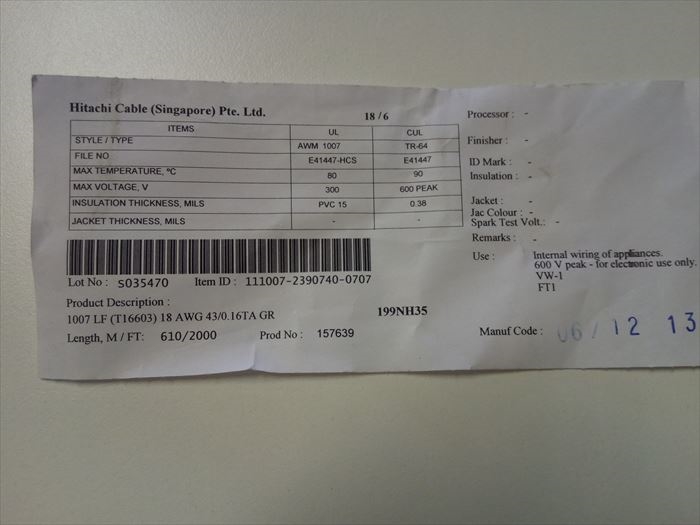 Hitachi Cable (Singapore) Pte. Ltd.
18 / 6
ITEMS UL CUL
STYLE / TYPE AWM 1007 TR-64
FILE NO E41447-HCS E41447
MAX TEMPERATURE, ºC 80 90
MAX VOLTAGE, V 300 600 PEAK
INSULATION THICKNESS, MILS PVC 15 0.38
JACKET THICKNESS, MILS - -
Lot No : S035470 Item ID : 111007-2390740-0707
Product Description :
1007 LF (T16603) 18 AWG 43/0.16TA GR
199NH35
Length, M / FT: 610/2000 Prod No : 157639
Processor : -
Finisher : -
ID Mark : -
Insulation : -
Jacket : -
Jac Colour : -
Spark Test Volt.: -
Remarks : -
Use : Internal wiring of appliances.
600 V peak - for electronic use only.
VW-1
FT1
Manuf Code : 06 / 12 13